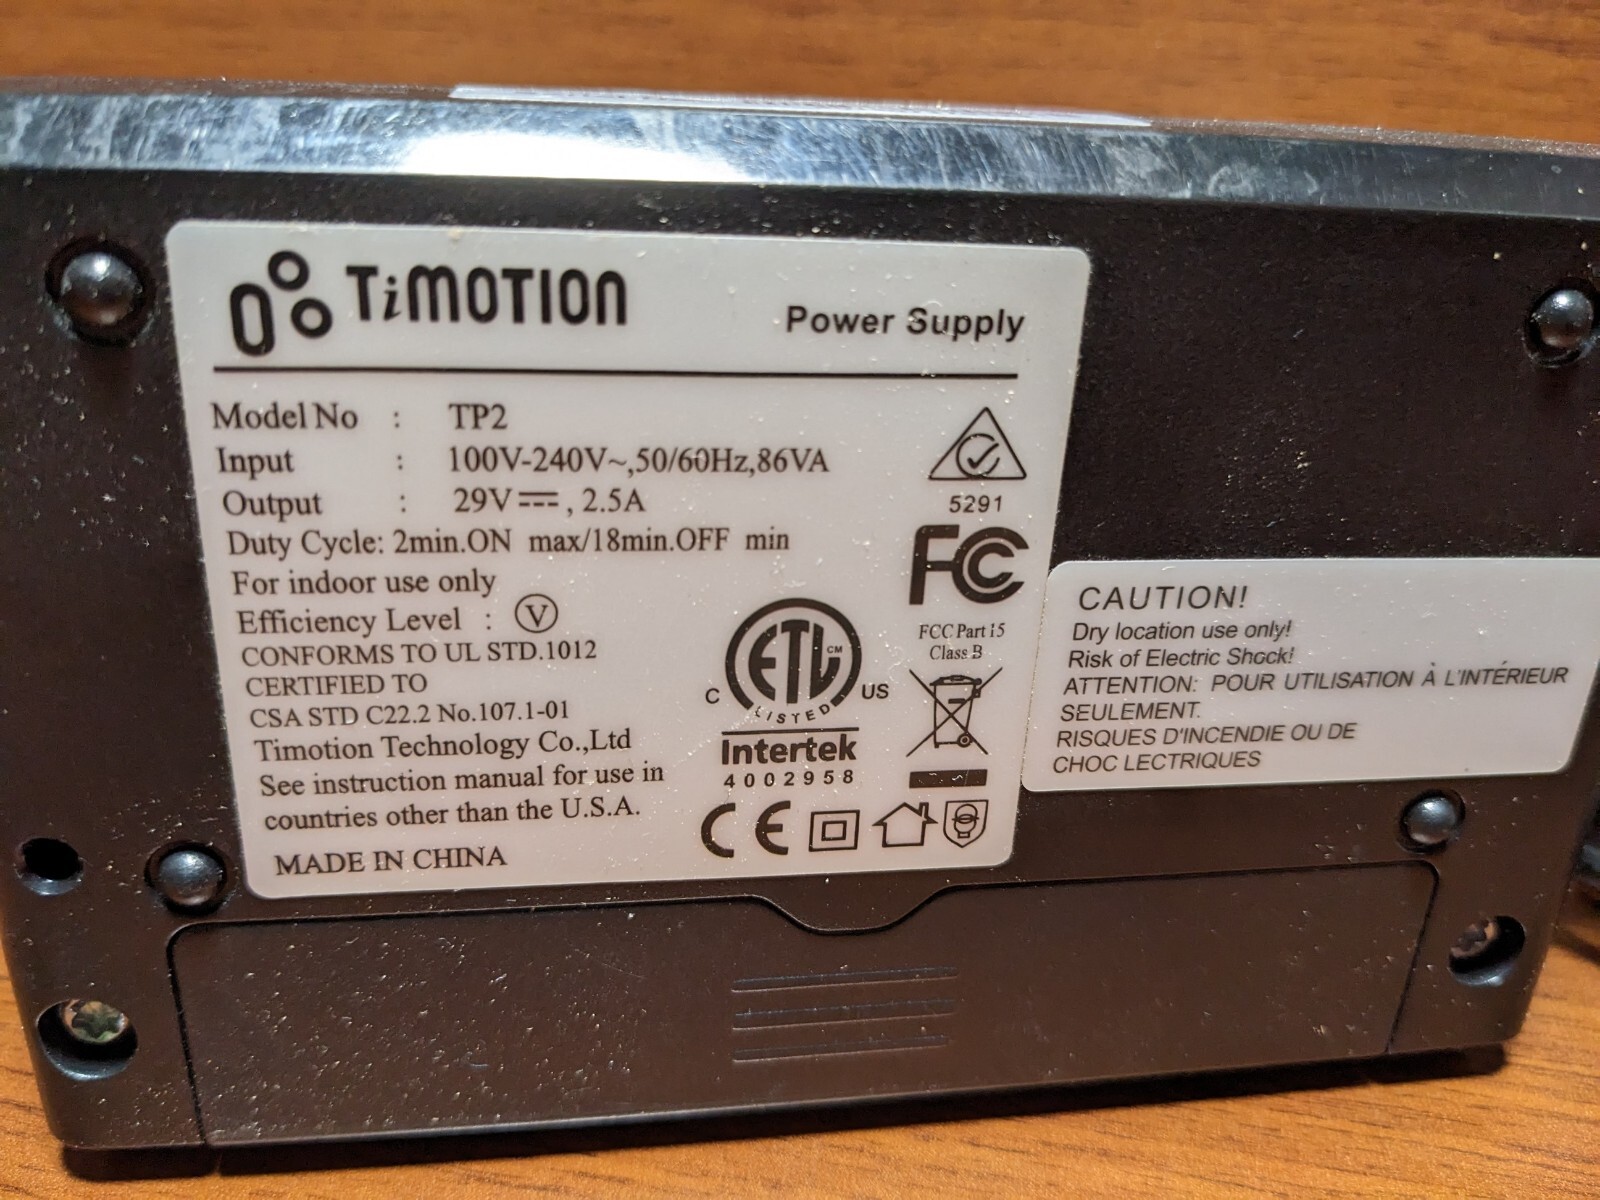 TiMOTION
Power Supply
Model No : TP2
Input : 100V-240V~,50/60Hz,86VA
Output : 29V⎓, 2.5A
Duty Cycle: 2min.ON max/18min.OFF min
For indoor use only
Efficiency Level : Ⓥ
CONFORMS TO UL STD.1012
CERTIFIED TO
CSA STD C22.2 No.107.1-01
Timotion Technology Co.,Ltd
See instruction manual for use in
countries other than the U.S.A.
MADE IN CHINA
5291
FC
FCC Part 15
Class B
ETL CM
C LISTED US
Intertek
4002958
CE
CAUTION!
Dry location use only!
Risk of Electric Shock!
ATTENTION: POUR UTILISATION À L'INTÉRIEUR
SEULEMENT.
RISQUES D'INCENDIE OU DE
CHOC LECTRIQUES